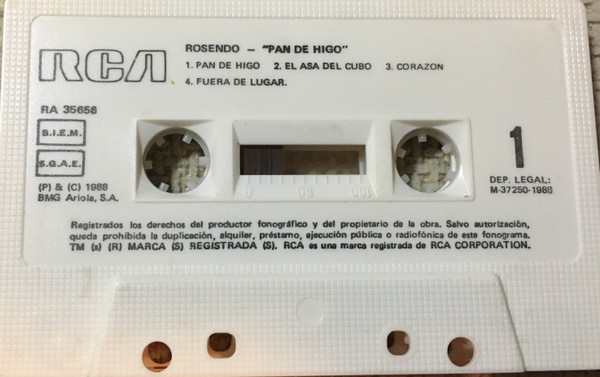 RCA
ROSENDO — "PAN DE HIGO"
1. PAN DE HIGO 2. EL ASA DEL CUBO 3. CORAZON
4. FUERA DE LUGAR.
RA 35656
B.I.E.M.
S.G.A.E.
(P) & (C) 1988
BMG Ariola, S.A.
0 50 100
1
DEP. LEGAL:
M-37250-1988
Registrados los derechos del productor fonográfico y del propietario de la obra. Salvo autorización,
queda prohibida la duplicación, alquiler, préstamo, ejecución pública o radiofónica de este fonograma.
TM (s) (R) MARCA (S) REGISTRADA (S). RCA es una marca registrada de RCA CORPORATION.